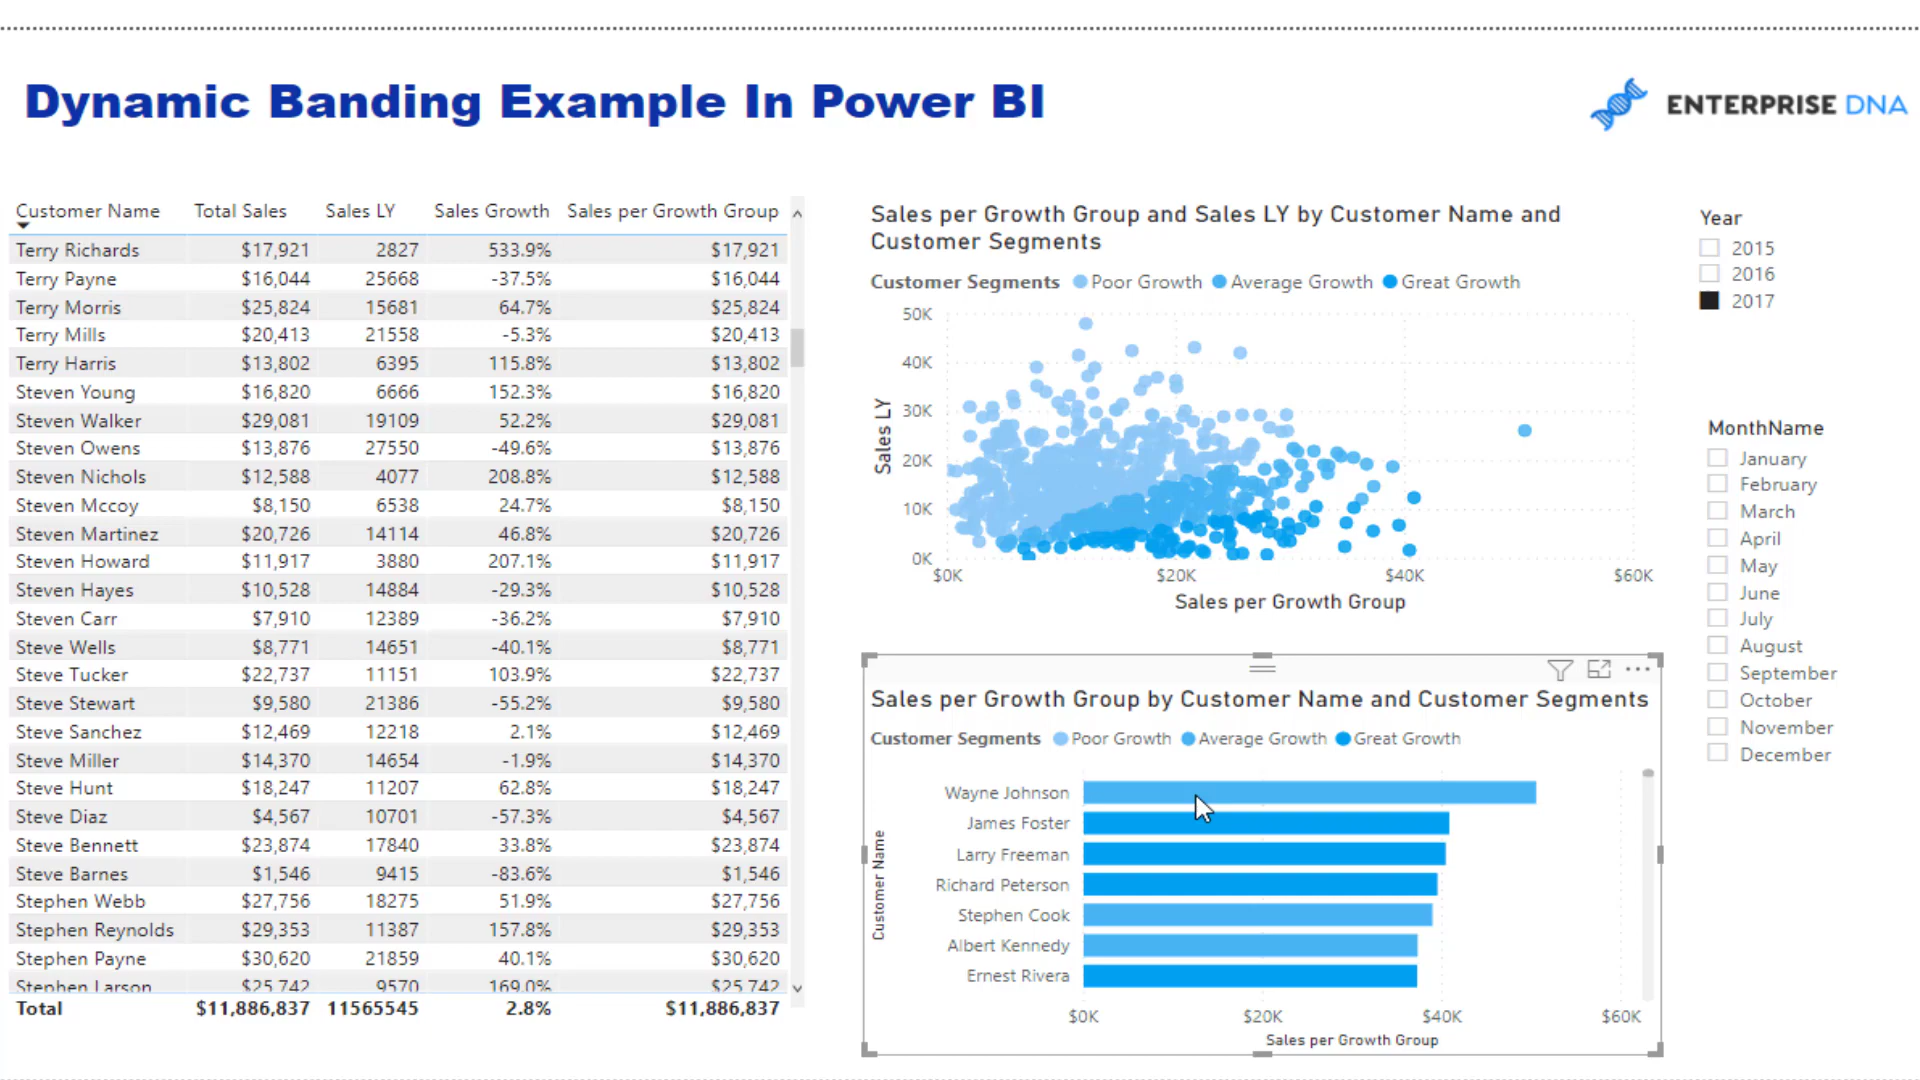 Dynamic Banding Example In Power BI
ENTERPRISE DNA
Customer Name Total Sales Sales LY Sales Growth Sales per Growth Group
Terry Richards $17,921 2827 533.9% $17,921
Terry Payne $16,044 25668 -37.5% $16,044
Terry Morris $25,824 15681 64.7% $25,824
Terry Mills $20,413 21558 -5.3% $20,413
Terry Harris $13,802 6395 115.8% $13,802
Steven Young $16,820 6666 152.3% $16,820
Steven Walker $29,081 19109 52.2% $29,081
Steven Owens $13,876 27550 -49.6% $13,876
Steven Nichols $12,588 4077 208.8% $12,588
Steven Mccoy $8,150 6538 24.7% $8,150
Steven Martinez $20,726 14114 46.8% $20,726
Steven Howard $11,917 3880 207.1% $11,917
Steven Hayes $10,528 14884 -29.3% $10,528
Steven Carr $7,910 12389 -36.2% $7,910
Steve Wells $8,771 14651 -40.1% $8,771
Steve Tucker $22,737 11151 103.9% $22,737
Steve Stewart $9,580 21386 -55.2% $9,580
Steve Sanchez $12,469 12218 2.1% $12,469
Steve Miller $14,370 14654 -1.9% $14,370
Steve Hunt $18,247 11207 62.8% $18,247
Steve Diaz $4,567 10701 -57.3% $4,567
Steve Bennett $23,874 17840 33.8% $23,874
Steve Barnes $1,546 9415 -83.6% $1,546
Stephen Webb $27,756 18275 51.9% $27,756
Stephen Reynolds $29,353 11387 157.8% $29,353
Stephen Payne $30,620 21859 40.1% $30,620
Stephen Larson $25,742 9570 169.0% $25,742
Total $11,886,837 11565545 2.8% $11,886,837
Sales per Growth Group and Sales LY by Customer Name and
Customer Segments
Customer Segments Poor Growth Average Growth Great Growth
Sales LY
50K
40K
30K
20K
10K
0K
$0K $20K $40K $60K
Sales per Growth Group
Sales per Growth Group by Customer Name and Customer Segments
Customer Segments Poor Growth Average Growth Great Growth
Customer Name
Wayne Johnson
James Foster
Larry Freeman
Richard Peterson
Stephen Cook
Albert Kennedy
Ernest Rivera
$0K $20K $40K $60K
Sales per Growth Group
Year
2015
2016
2017
MonthName
January
February
March
April
May
June
July
August
September
October
November
December